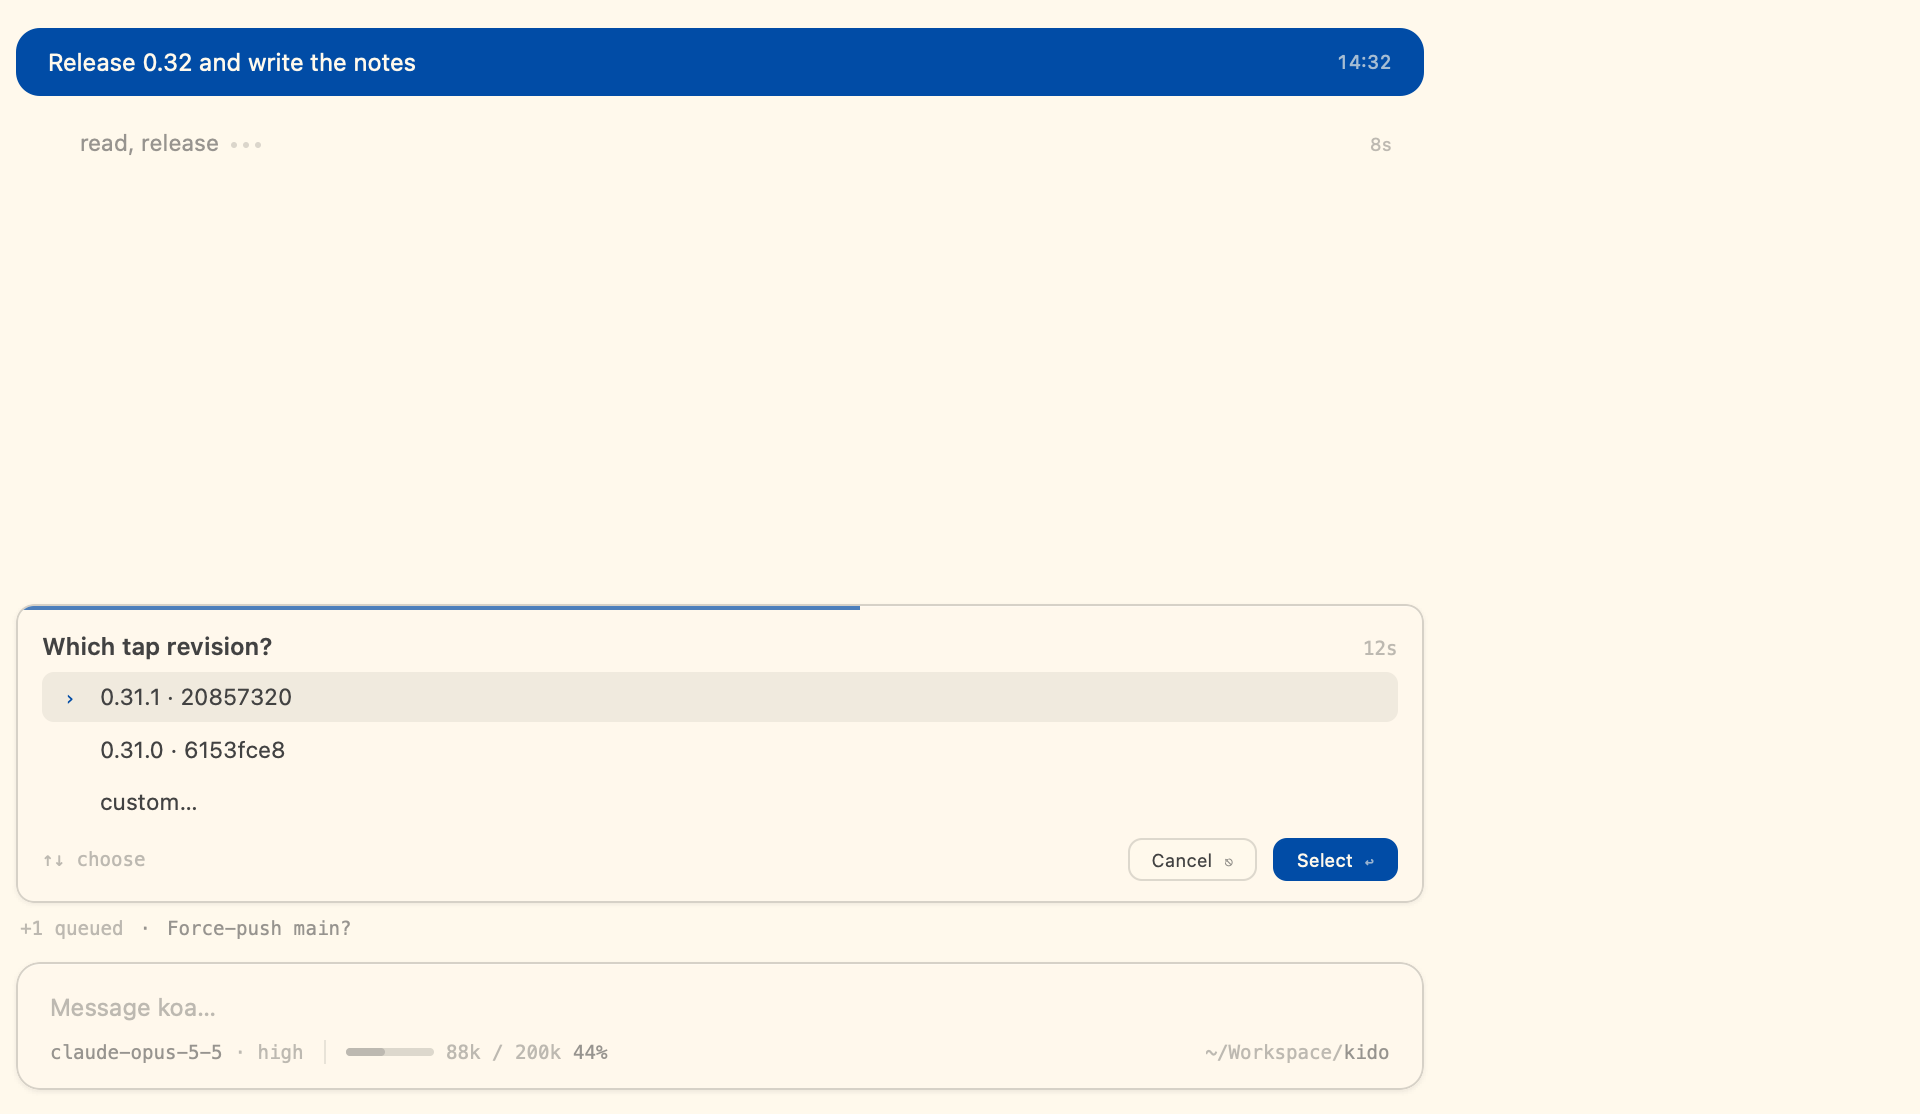 Release 0.32 and write the notes 14:32
read, release ••• 8s
Which tap revision? 12s
› 0.31.1 · 20857320
0.31.0 · 6153fce8
custom...
↑↓ choose Cancel ⎋ Select ↩
+1 queued · Force-push main?
Message koa...
claude-opus-5-5 · high 88k / 200k 44% ~/Workspace/kido